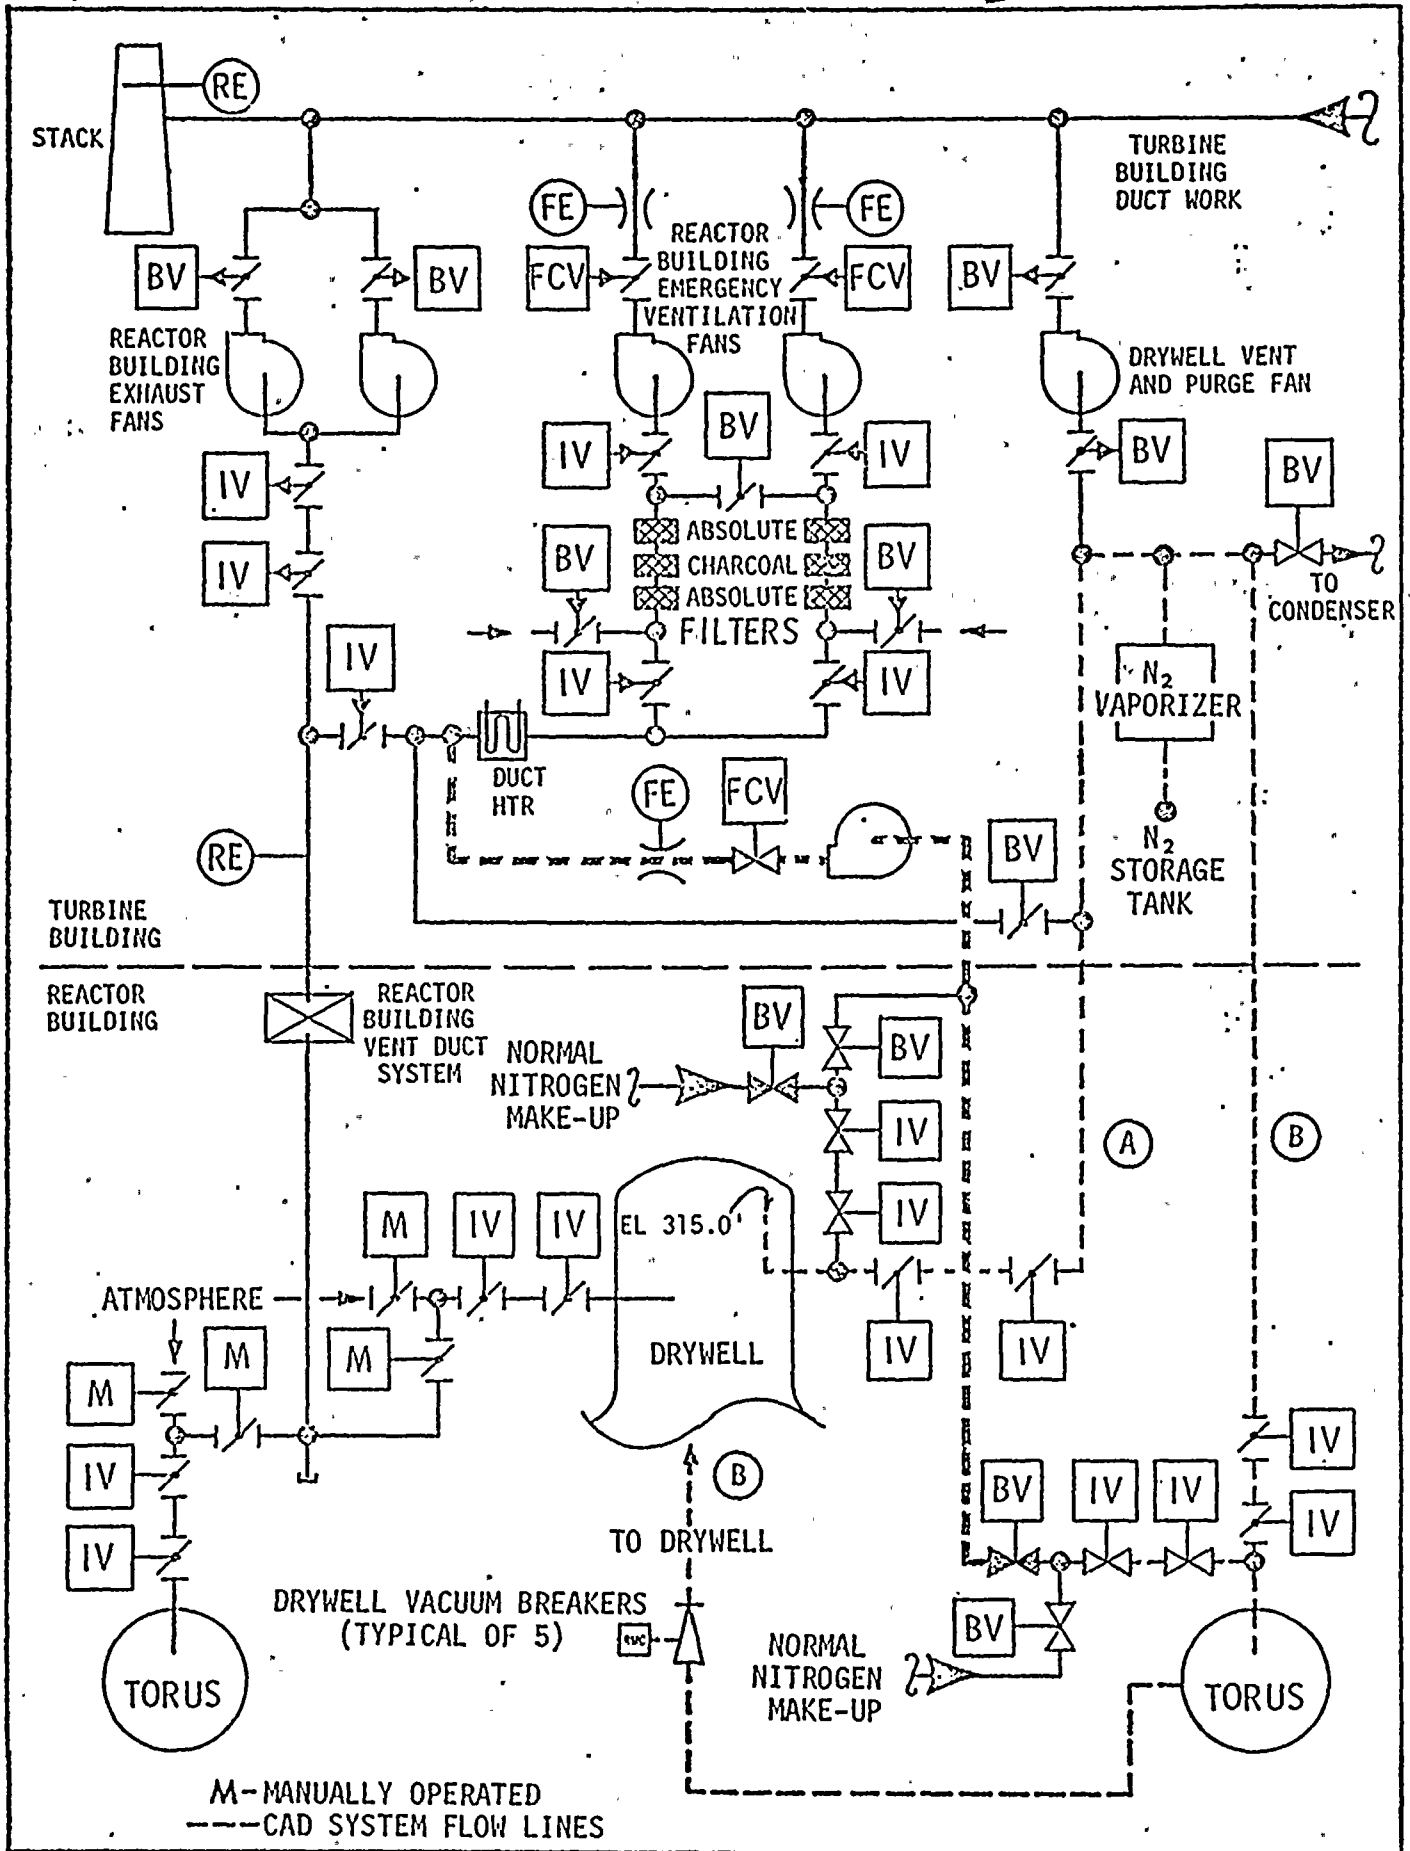 RE
STACK
TURBINE
BUILDING
DUCT WORK
FE
FE
REACTOR
BUILDING
EMERGENCY
VENTILATION
FANS
BV
BV
FCV
FCV
BV
REACTOR
BUILDING
EXHAUST
FANS
DRYWELL VENT
AND PURGE FAN
BV
IV
IV
BV
BV
IV
ABSOLUTE
CHARCOAL
ABSOLUTE
FILTERS
BV
BV
IV
TO
CONDENSER
IV
IV
IV
N2
VAPORIZER
DUCT
HTR
FE
FCV
RE
BV
N2
STORAGE
TANK
TURBINE
BUILDING
REACTOR
BUILDING
REACTOR
BUILDING
VENT DUCT
SYSTEM
BV
BV
NORMAL
NITROGEN
MAKE-UP
IV
A
B
IV
M
IV
IV
EL 315.0'
ATMOSPHERE
M
M
DRYWELL
IV
IV
M
IV
B
BV
IV
IV
IV
IV
IV
TO DRYWELL
DRYWELL VACUUM BREAKERS
(TYPICAL OF 5)
BV
NORMAL
NITROGEN
MAKE-UP
TORUS
TORUS
M-MANUALLY OPERATED
----CAD SYSTEM FLOW LINES